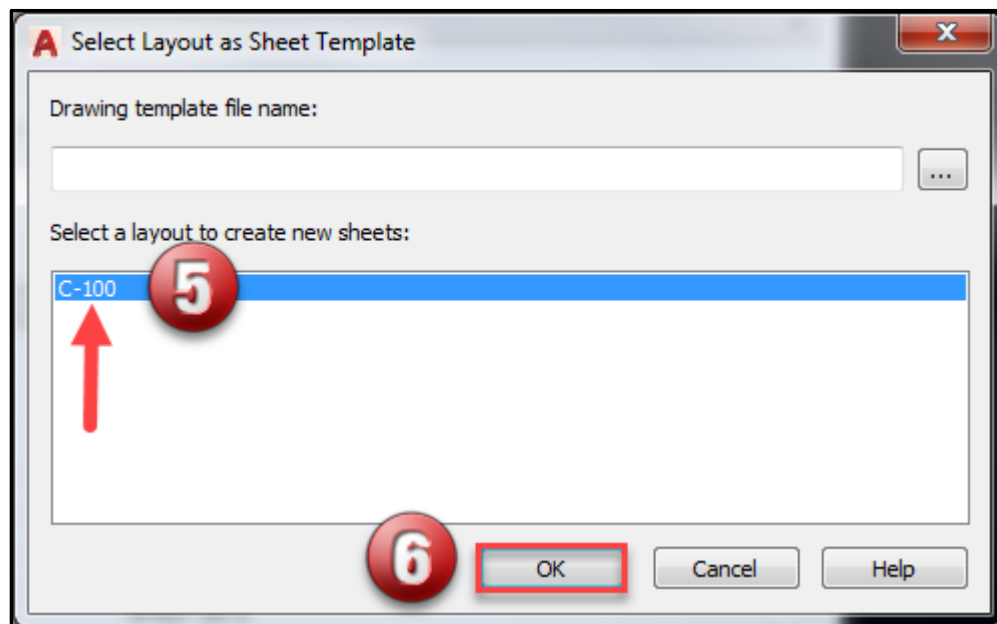 Select Layout as Sheet Template
Drawing template file name:
...
Select a layout to create new sheets:
C-100
5
6
OK
Cancel
Help